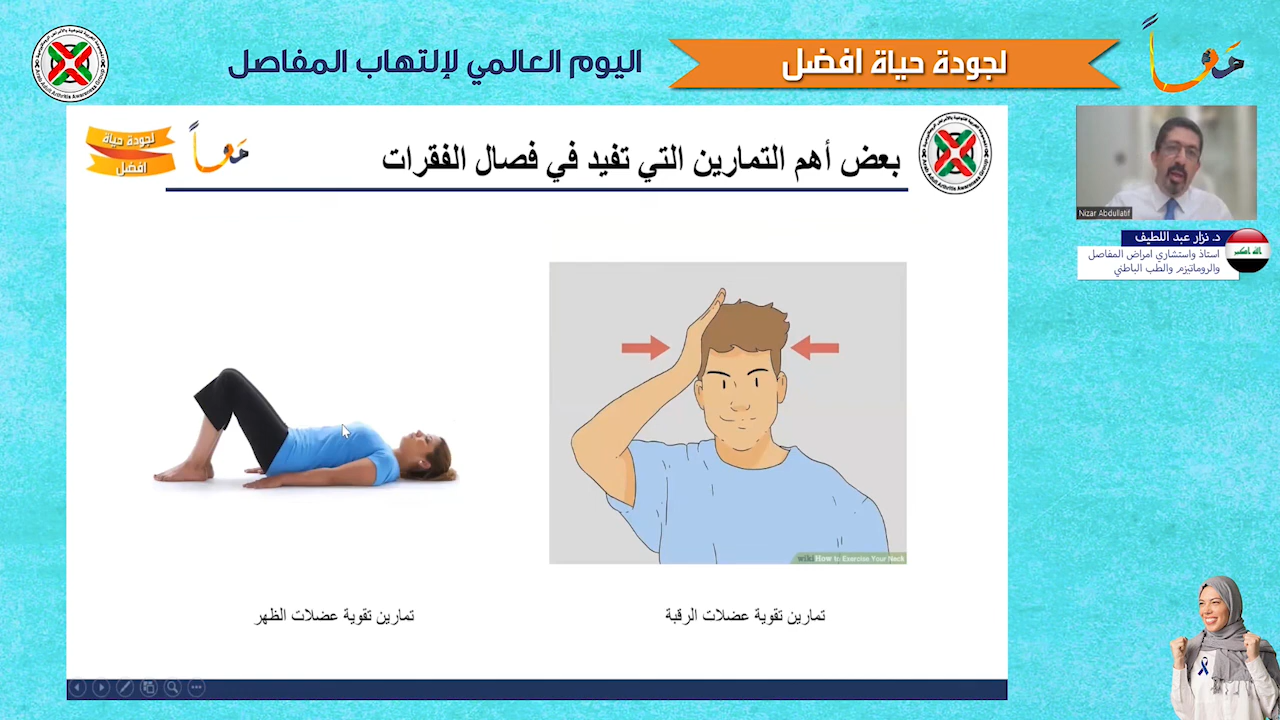 اليوم العالمي لإلتهاب المفاصل
لجودة حياة افضل
معاً
لجودة حياة
افضل
معاً
بعض أهم التمارين التي تفيد في فصال الفقرات
Nizar Abdullatif
د. نزار عبد اللطيف
استاذ واستشاري امراض المفاصل
والروماتيزم والطب الباطني
wikiHow to Exercise Your Neck
تمارين تقوية عضلات الرقبة
تمارين تقوية عضلات الظهر